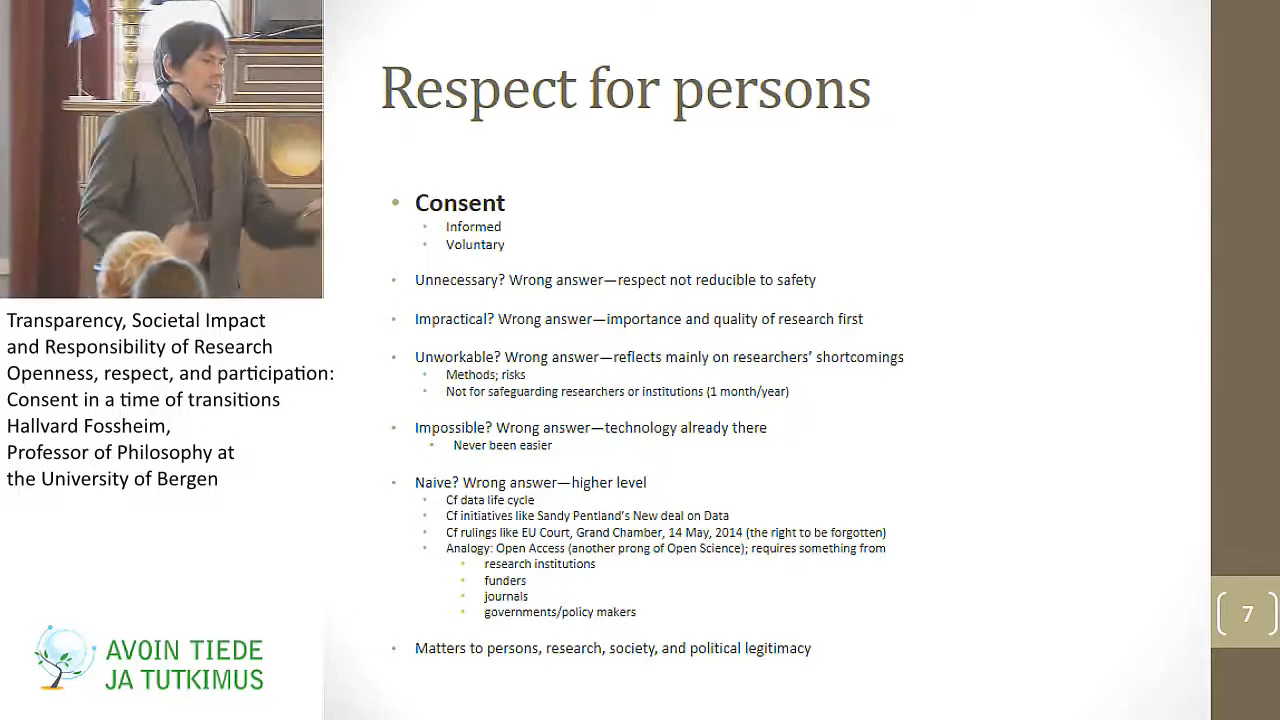 Respect for persons
Consent
Informed
Voluntary
Unnecessary? Wrong answer—respect not reducible to safety
Impractical? Wrong answer—importance and quality of research first
Unworkable? Wrong answer—reflects mainly on researchers’ shortcomings
Methods; risks
Not for safeguarding researchers or institutions (1 month/year)
Impossible? Wrong answer—technology already there
Never been easier
Naive? Wrong answer—higher level
Cf data life cycle
Cf initiatives like Sandy Pentland’s New deal on Data
Cf rulings like EU Court, Grand Chamber, 14 May, 2014 (the right to be forgotten)
Analogy: Open Access (another prong of Open Science); requires something from
research institutions
funders
journals
governments/policy makers
Matters to persons, research, society, and political legitimacy
7
Transparency, Societal Impact
and Responsibility of Research
Openness, respect, and participation:
Consent in a time of transitions
Hallvard Fossheim,
Professor of Philosophy at
the University of Bergen
AVOIN TIEDE
JA TUTKIMUS